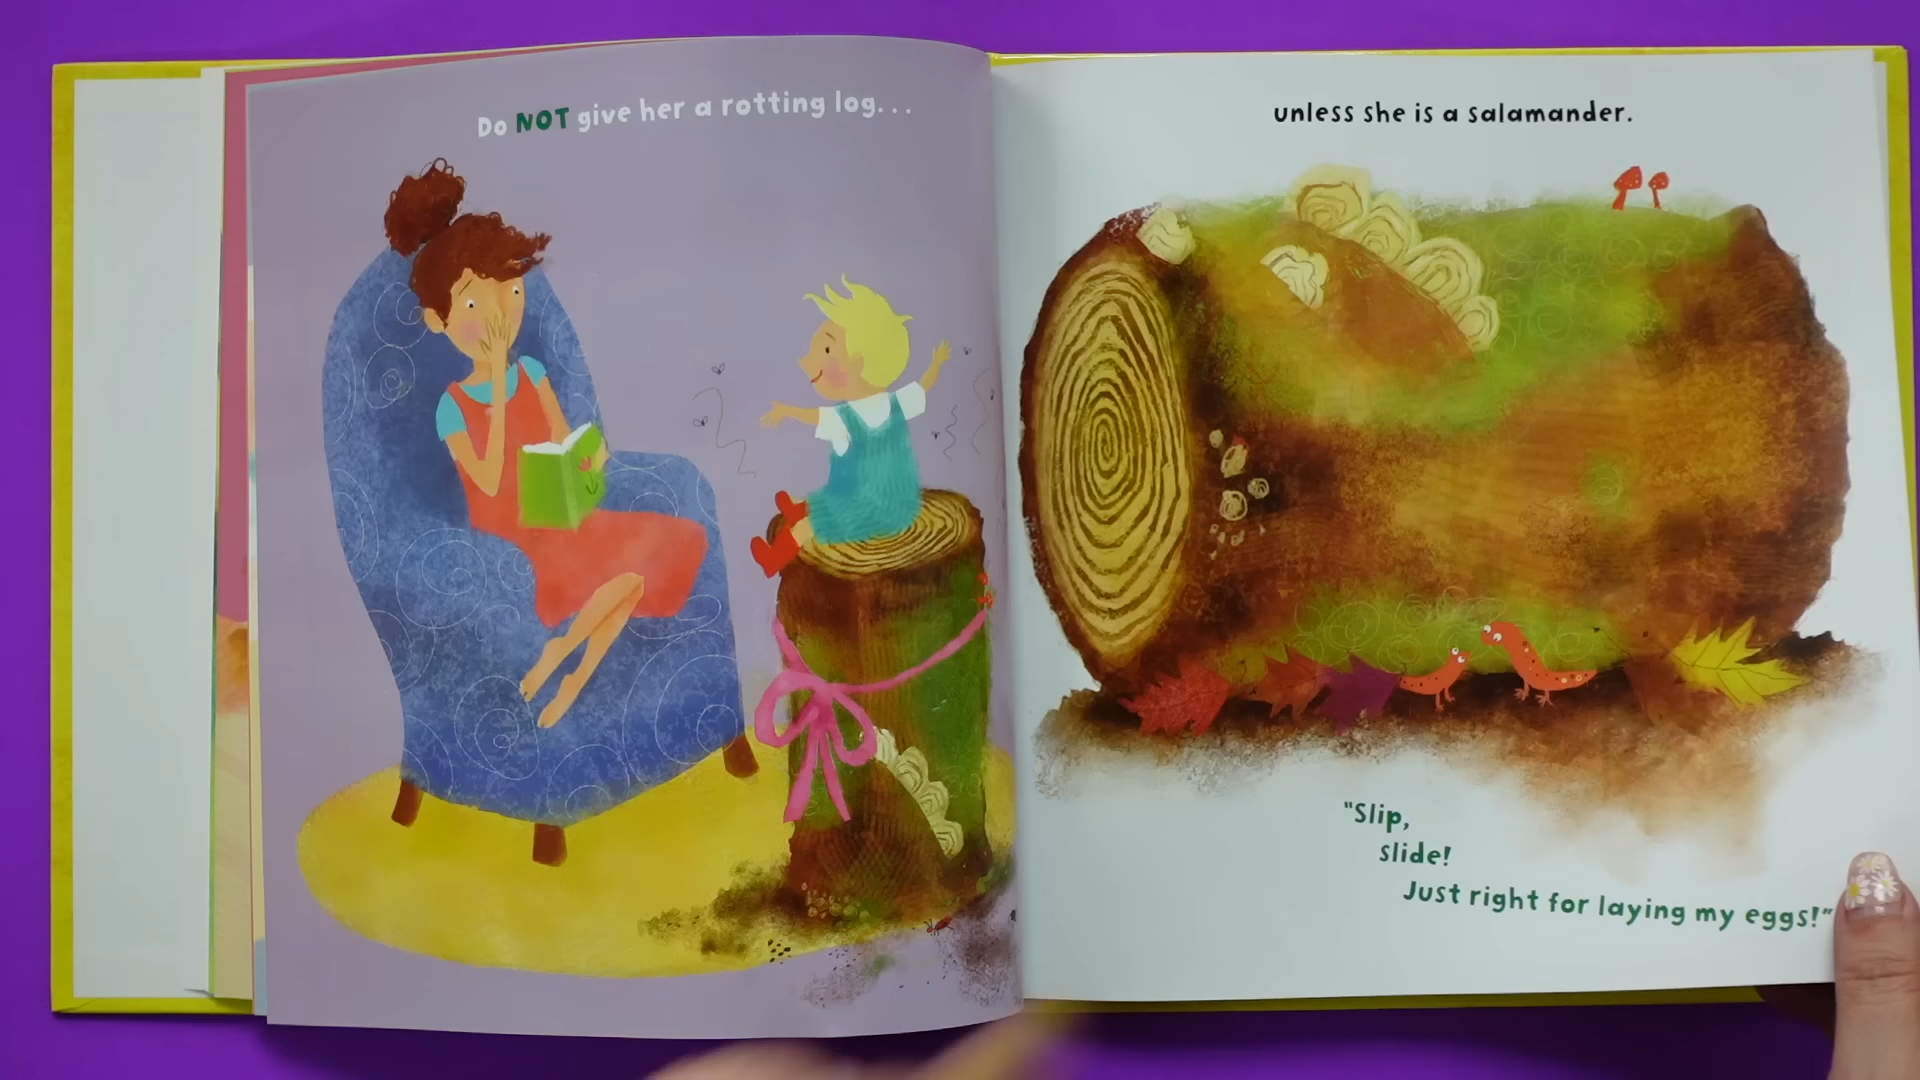 Do NOT give her a rotting log...
unless she is a salamander.
"Slip,
slide!
Just right for laying my eggs!"